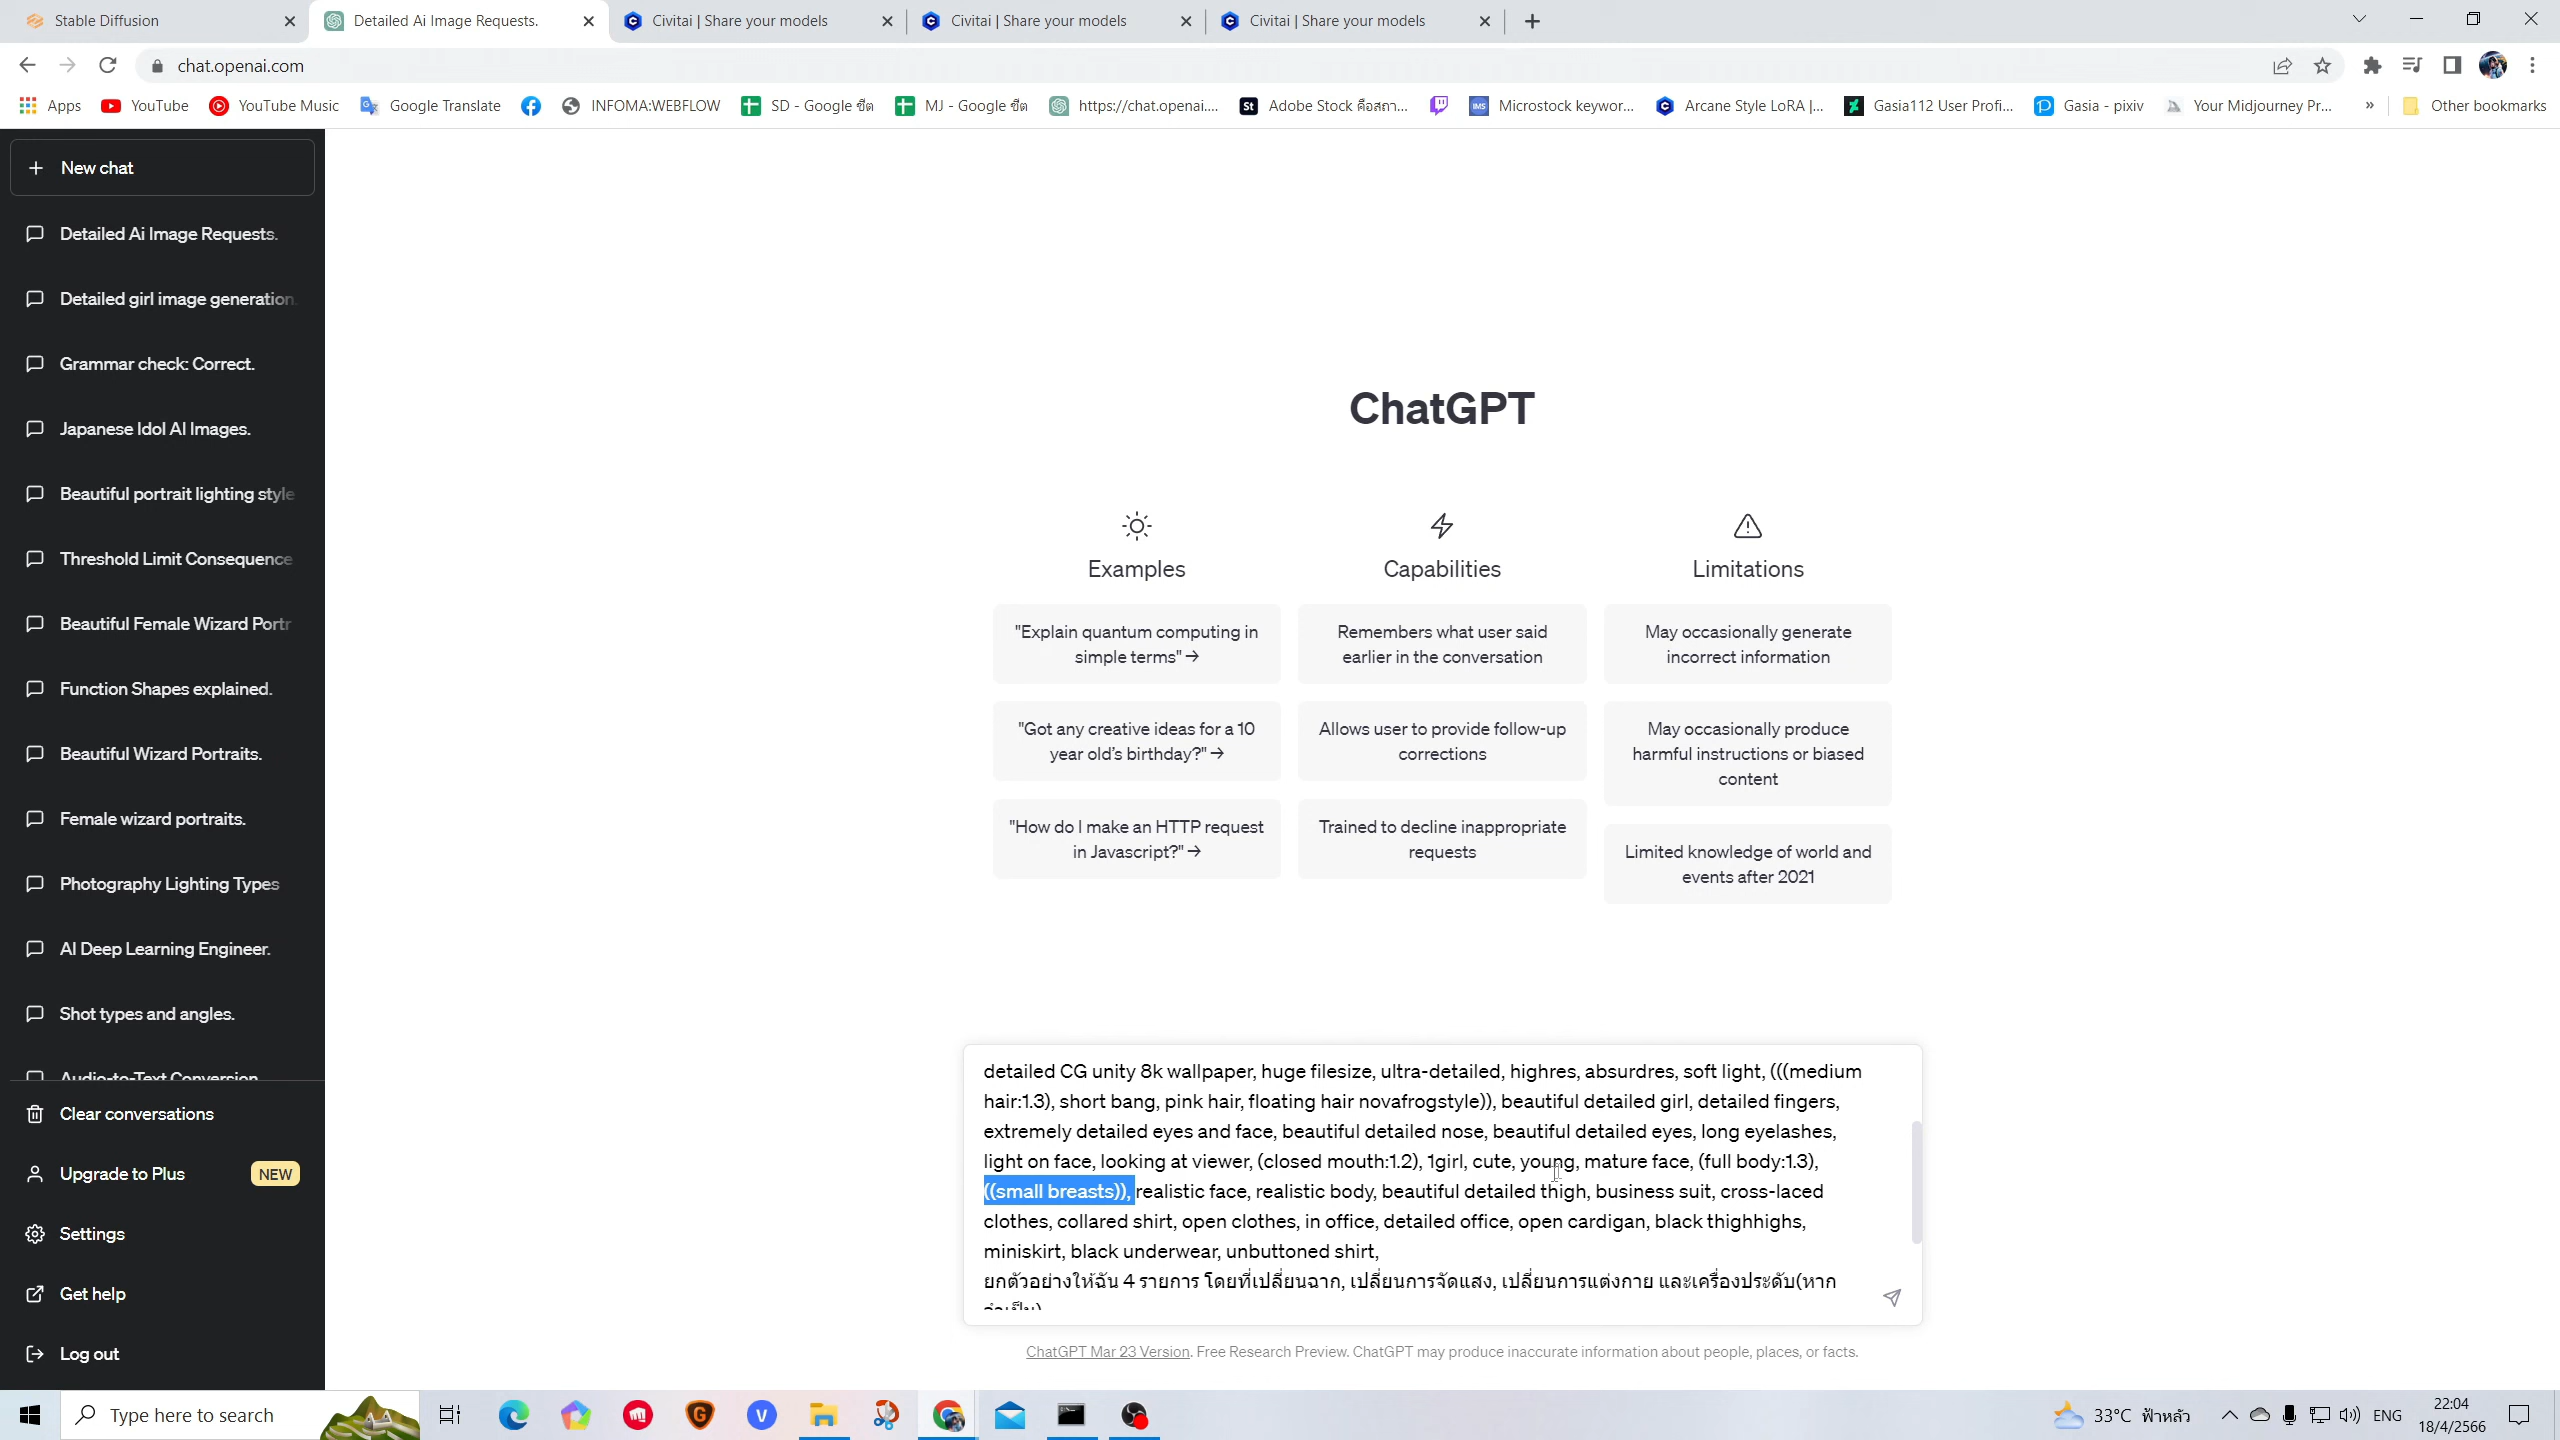 Stable Diffusion
Detailed Ai Image Requests.
Civitai | Share your models
Civitai | Share your models
Civitai | Share your models
chat.openai.com
Apps
YouTube
YouTube Music
Google Translate
INFOMA:WEBFLOW
SD - Google ชีต
MJ - Google ชีต
https://chat.openai....
St
Adobe Stock คือสถา...
IMS
Microstock keywor...
Arcane Style LoRA |...
Gasia112 User Profi...
Gasia - pixiv
Your Midjourney Pr...
»
Other bookmarks
New chat
Detailed Ai Image Requests.
Detailed girl image generation.
Grammar check: Correct.
Japanese Idol AI Images.
Beautiful portrait lighting style
Threshold Limit Consequence
Beautiful Female Wizard Portr
Function Shapes explained.
Beautiful Wizard Portraits.
Female wizard portraits.
Photography Lighting Types
AI Deep Learning Engineer.
Shot types and angles.
Audio-to-Text Conversion
Clear conversations
Upgrade to Plus
NEW
Settings
Get help
Log out
ChatGPT
Examples
"Explain quantum computing in
simple terms" →
"Got any creative ideas for a 10
year old's birthday?" →
"How do I make an HTTP request
in Javascript?" →
Capabilities
Remembers what user said
earlier in the conversation
Allows user to provide follow-up
corrections
Trained to decline inappropriate
requests
Limitations
May occasionally generate
incorrect information
May occasionally produce
harmful instructions or biased
content
Limited knowledge of world and
events after 2021
detailed CG unity 8k wallpaper, huge filesize, ultra-detailed, highres, absurdres, soft light, (((medium
hair:1.3), short bang, pink hair, floating hair novafrogstyle)), beautiful detailed girl, detailed fingers,
extremely detailed eyes and face, beautiful detailed nose, beautiful detailed eyes, long eyelashes,
light on face, looking at viewer, (closed mouth:1.2), 1girl, cute, young, mature face, (full body:1.3),
((small breasts)), realistic face, realistic body, beautiful detailed thigh, business suit, cross-laced
clothes, collared shirt, open clothes, in office, detailed office, open cardigan, black thighhighs,
miniskirt, black underwear, unbuttoned shirt,
ยกตัวอย่างให้ฉัน 4 รายการ โดยที่เปลี่ยนฉาก, เปลี่ยนการจัดแสง, เปลี่ยนการแต่งกาย และเครื่องประดับ(หาก
จำเป็น)
ChatGPT Mar 23 Version. Free Research Preview. ChatGPT may produce inaccurate information about people, places, or facts.
Type here to search
33°C ฟ้าหลัว
ENG
22:04
18/4/2566